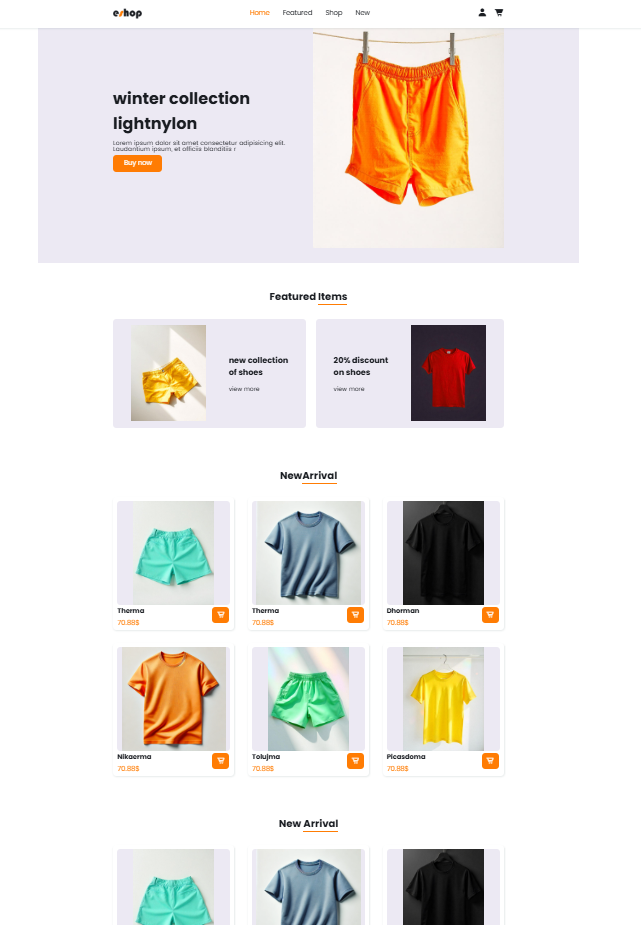 eshop
Home Featured Shop New
winter collection
lightnylon
Lorem ipsum dolor sit amet consectetur adipisicing elit.
Laudantium ipsum, et officiis blanditiis r
Buy now
Featured Items
new collection
of shoes
view more
20% discount
on shoes
view more
NewArrival
Therma
70.88$
Therma
70.88$
Dhorman
70.88$
Nikaerma
70.88$
Tolujma
70.88$
Picasdoma
70.88$
New Arrival